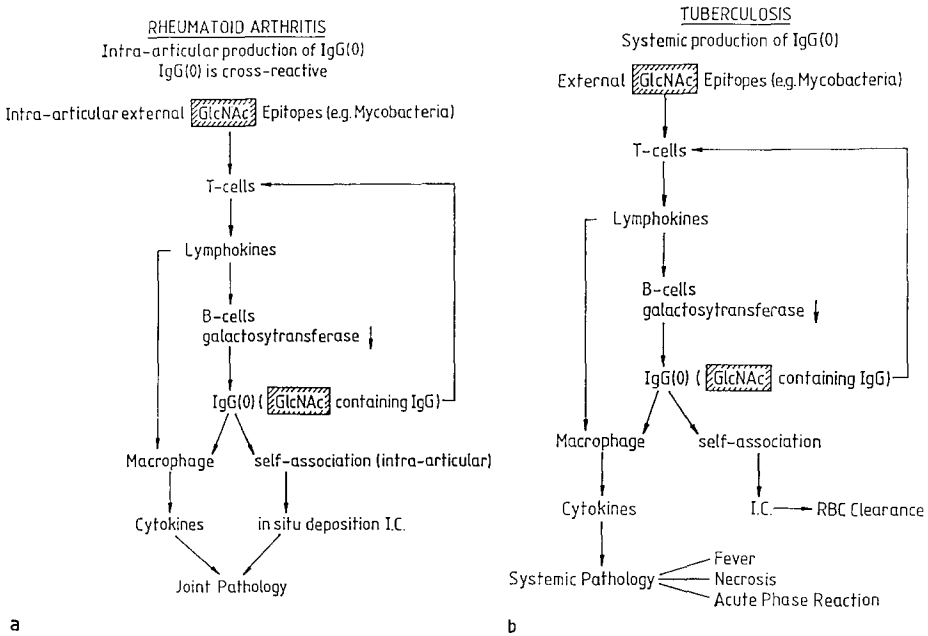 RHEUMATOID ARTHRITIS
Intra-articular production of IgG(0)
IgG(0) is cross-reactive
Intra-articular external GlcNAc Epitopes (e.g. Mycobacteria)
T-cells
Lymphokines
B-cells
galactosytransferase ↓
IgG(0) ( GlcNAc containing IgG)
Macrophage self-association (intra-articular)
Cytokines in situ deposition I.C.
Joint Pathology
a
TUBERCULOSIS
Systemic production of IgG(0)
External GlcNAc Epitopes (e.g. Mycobacteria)
T-cells
Lymphokines
B-cells
galactosytransferase ↓
IgG(0) ( GlcNAc containing IgG)
Macrophage self-association
Cytokines I.C. RBC Clearance
Systemic Pathology
Fever
Necrosis
Acute Phase Reaction
b